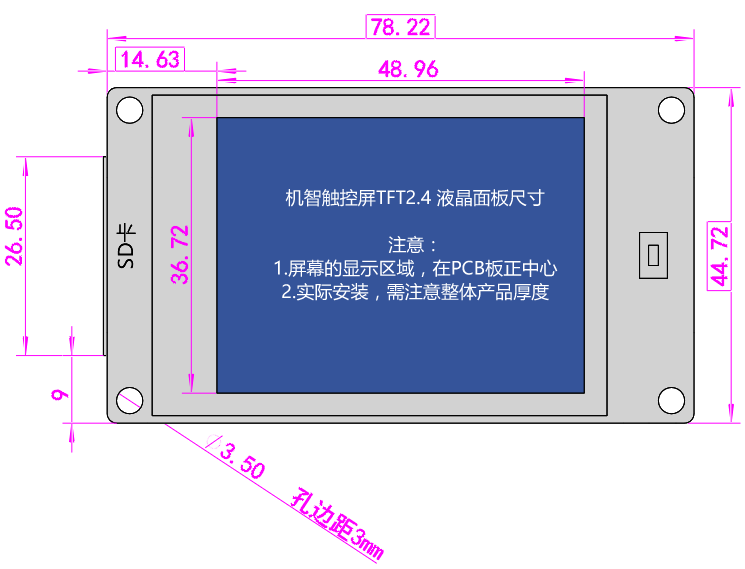 78.22
14.63
48.96
机智触控屏TFT2.4 液晶面板尺寸
注意：
1.屏幕的显示区域，在PCB板正中心
2.实际安装，需注意整体产品厚度
26.50
SD卡
36.72
44.72
9
3.50
孔边距3mm